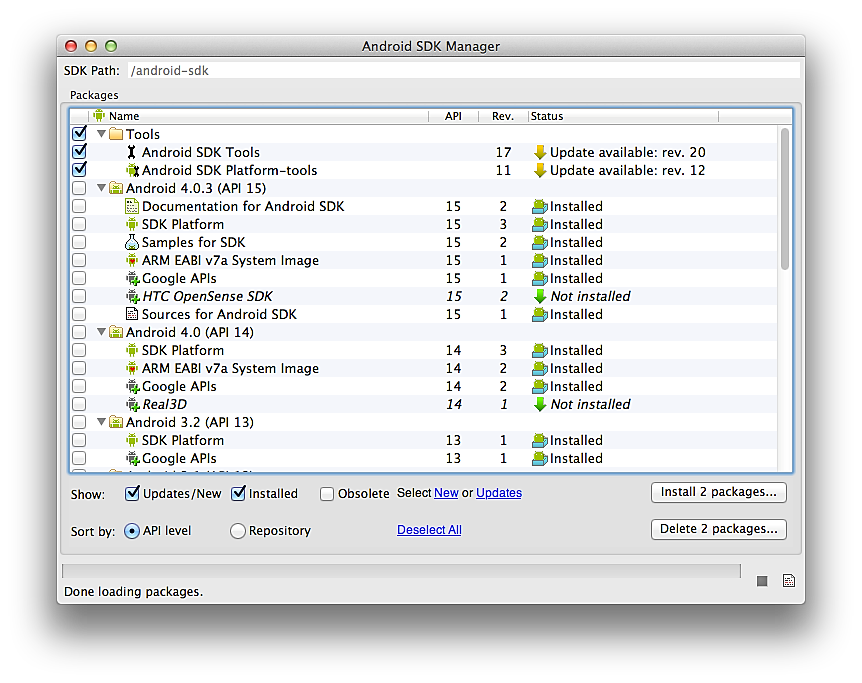 Android SDK Manager
SDK Path: /android-sdk
Packages
Name API Rev. Status
Tools
Android SDK Tools 17 Update available: rev. 20
Android SDK Platform-tools 11 Update available: rev. 12
Android 4.0.3 (API 15)
Documentation for Android SDK 15 2 Installed
SDK Platform 15 3 Installed
Samples for SDK 15 2 Installed
ARM EABI v7a System Image 15 1 Installed
Google APIs 15 1 Installed
HTC OpenSense SDK 15 2 Not installed
Sources for Android SDK 15 1 Installed
Android 4.0 (API 14)
SDK Platform 14 3 Installed
ARM EABI v7a System Image 14 2 Installed
Google APIs 14 2 Installed
Real3D 14 1 Not installed
Android 3.2 (API 13)
SDK Platform 13 1 Installed
Google APIs 13 1 Installed
Show: Updates/New Installed Obsolete Select New or Updates Install 2 packages...
Sort by: API level Repository Deselect All Delete 2 packages...
Done loading packages.